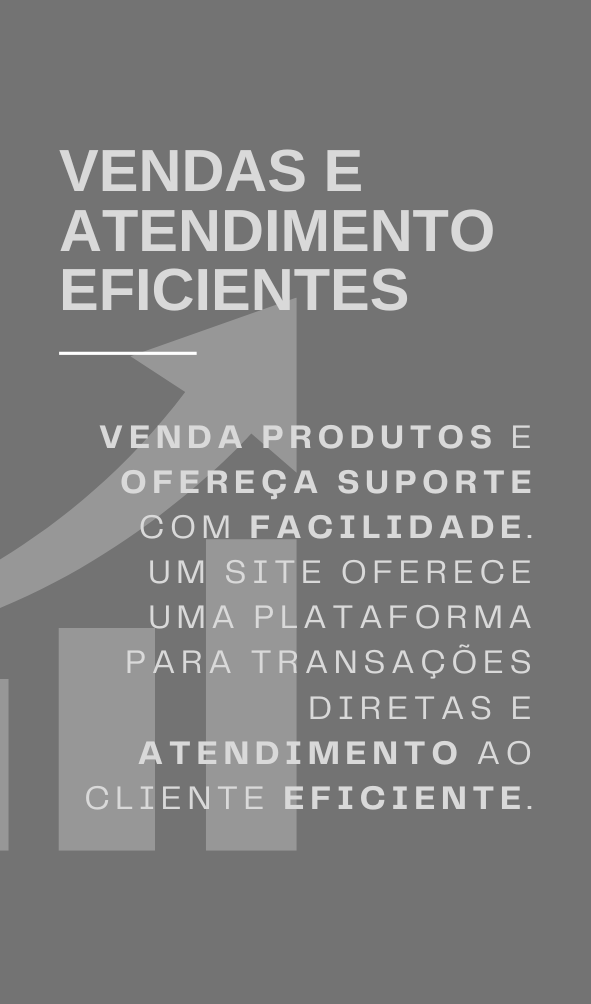 VENDAS E
ATENDIMENTO
EFICIENTES
VENDA PRODUTOS E
OFEREÇA SUPORTE
COM FACILIDADE.
UM SITE OFERECE
UMA PLATAFORMA
PARA TRANSAÇÕES
DIRETAS E
ATENDIMENTO AO
CLIENTE EFICIENTE.